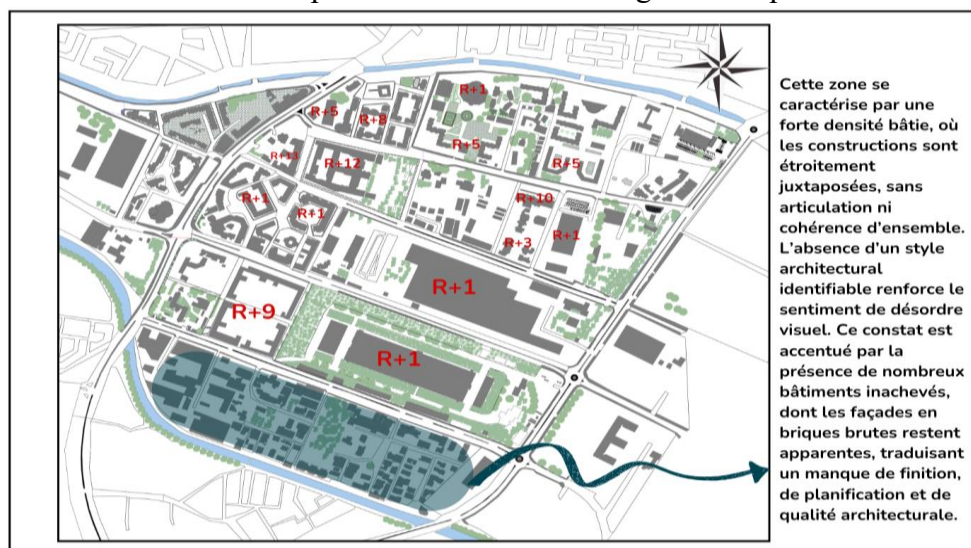 R+1
R+5
R+8
R+5
R+13
R+12
R+5
R+1
R+1
R+10
R+3
R+1
R+1
R+9
R+1
Cette zone se
caractérise par une
forte densité bâtie, où
les constructions sont
étroitement
juxtaposées, sans
articulation ni
cohérence d'ensemble.
L'absence d'un style
architectural
identifiable renforce le
sentiment de désordre
visuel. Ce constat est
accentué par la
présence de nombreux
bâtiments inachevés,
dont les façades en
briques brutes restent
apparentes, traduisant
un manque de finition,
de planification et de
qualité architecturale.